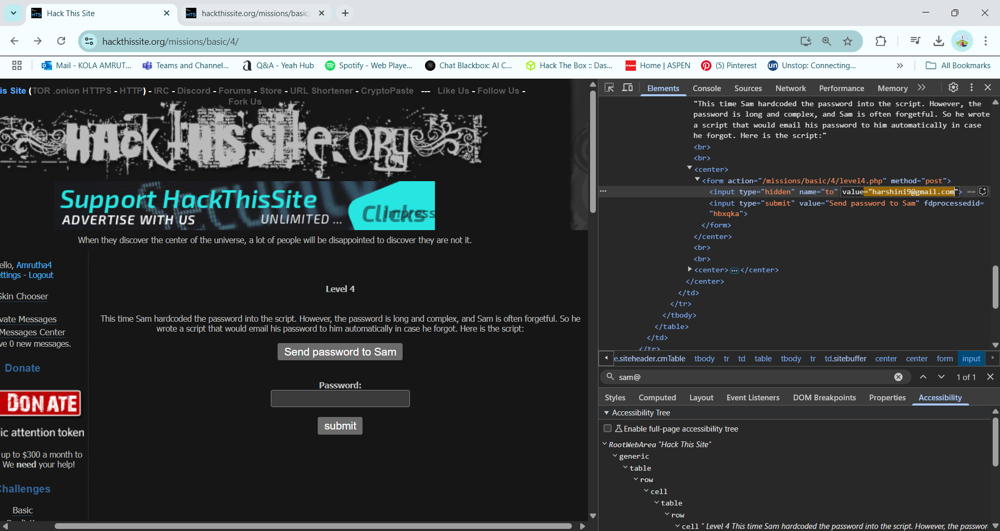 Hack This Site
hackthissite.org/missions/basic/
hackthissite.org/missions/basic/4/
Mail - KOLA AMRUT...
Teams and Channel...
Q&A - Yeah Hub
Spotify - Web Playe...
Chat Blackbox: AI C...
Hack The Box :: Das...
Home | ASPEN
(5) Pinterest
Unstop: Connecting...
All Bookmarks
is Site (TOR .onion HTTPS - HTTP) - IRC - Discord - Forums - Store - URL Shortener - CryptoPaste --- Like Us - Follow Us -
Fork Us
HACk thIS Site.ORG
Support HackThisSite
ADVERTISE WITH US
UNLIMITED ...
Clicks
impress
When they discover the center of the universe, a lot of people will be disappointed to discover they are not it.
ello, Amrutha4
ettings - Logout
Skin Chooser
vate Messages
Messages Center
ve 0 new messages.
Donate
DONATE
ic attention token
up to $300 a month to
We need your help!
Challenges
Basic
Level 4
This time Sam hardcoded the password into the script. However, the password is long and complex, and Sam is often forgetful. So he
wrote a script that would email his password to him automatically in case he forgot. Here is the script:
Send password to Sam
Password:
submit
Elements Console Sources Network Performance Memory
"This time Sam hardcoded the password into the script. However, the
password is long and complex, and Sam is often forgetful. So he wrote
a script that would email his password to him automatically in case
he forgot. Here is the script:"
<br>
<br>
<center>
<form action="/missions/basic/4/level4.php" method="post">
<input type="hidden" name="to" value="harshini9@gmail.com"> ==
<input type="submit" value="Send password to Sam" fdprocessedid=
"hbxqka">
</form>
</center>
<br>
<br>
<center>…</center>
</center>
</td>
</tr>
</tbody>
</table>
</td>
</tr>
e.siteheader.cmTable tbody tr td table tbody tr td.sitebuffer center center form input
sam@
1 of 1
Styles Computed Layout Event Listeners DOM Breakpoints Properties Accessibility
Accessibility Tree
Enable full-page accessibility tree
RootWebArea "Hack This Site"
generic
table
row
cell
table
row
cell " Level 4 This time Sam hardcoded the password into the script. However, the passwor